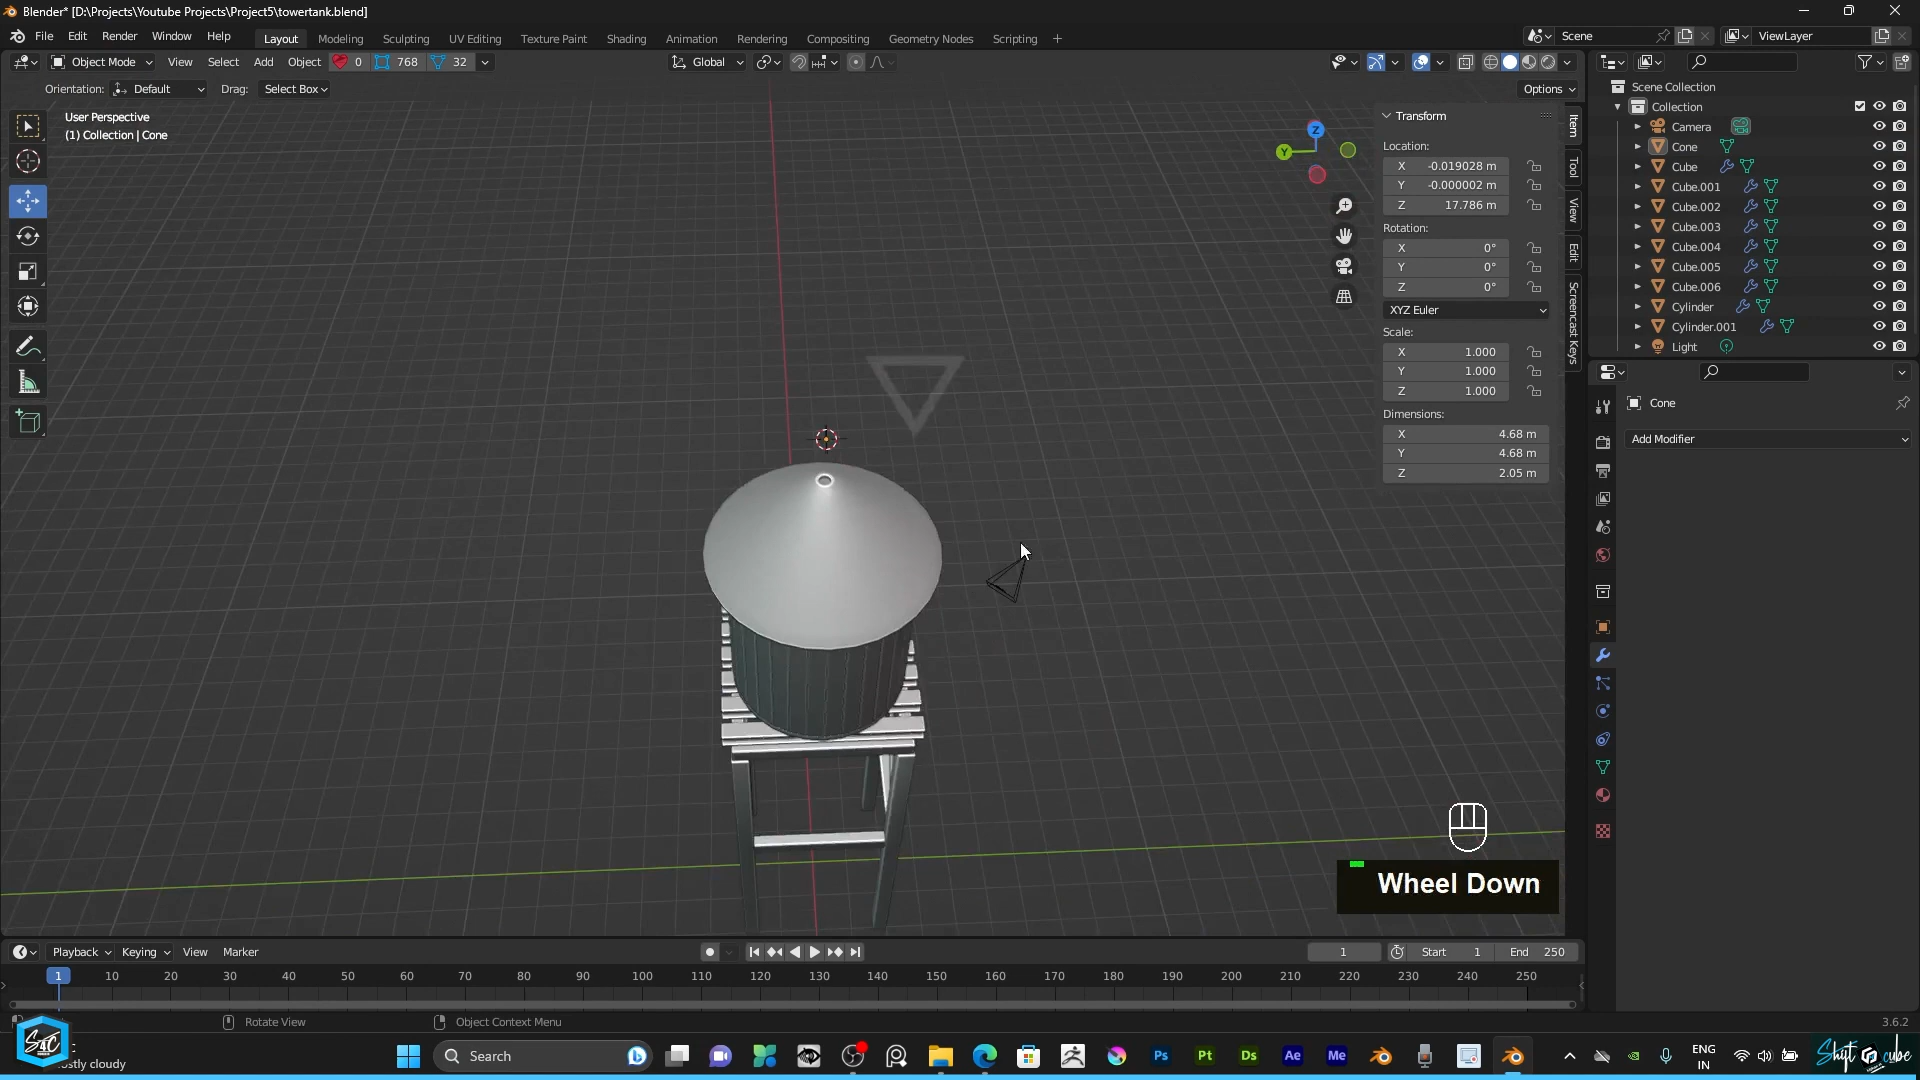 Blender* [D:\Projects\Youtube Projects\Project5\towertank.blend]
File Edit Render Window Help Layout Modeling Sculpting UV Editing Texture Paint Shading Animation Rendering Compositing Geometry Nodes Scripting + Scene ViewLayer
Object Mode View Select Add Object 0 768 32 Global
Orientation: Default Drag: Select Box Options
User Perspective
(1) Collection | Cone
Z
Y
Transform
Location:
X -0.019028 m
Y -0.000002 m
Z 17.786 m
Rotation:
X 0°
Y 0°
Z 0°
XYZ Euler
Scale:
X 1.000
Y 1.000
Z 1.000
Dimensions:
X 4.68 m
Y 4.68 m
Z 2.05 m
Item
Tool
View
Edit
Screencast Keys
Scene Collection
Collection
Camera
Cone
Cube
Cube.001
Cube.002
Cube.003
Cube.004
Cube.005
Cube.006
Cylinder
Cylinder.001
Light
Cone
Add Modifier
Wheel Down
Playback Keying View Marker 1 Start 1 End 250
1 10 20 30 40 50 60 70 80 90 100 110 120 130 140 150 160 170 180 190 200 210 220 230 240 250
Rotate View Object Context Menu 3.6.2
S4C
Search Ps Pt Ds Ae Me
ENG
IN
Shift cube